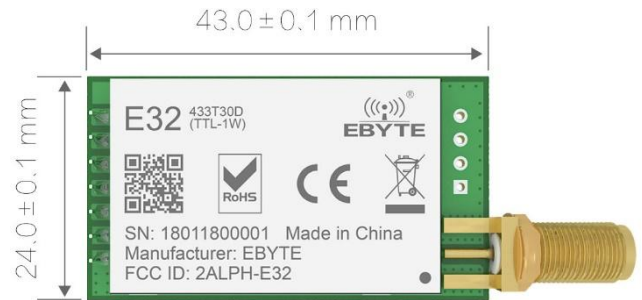 43.0±0.1 mm
24.0±0.1 mm
E32 433T30D
(TTL-1W)
®
EBYTE
RoHS
CE
SN: 18011800001 Made in China
Manufacturer: EBYTE
FCC ID: 2ALPH-E32